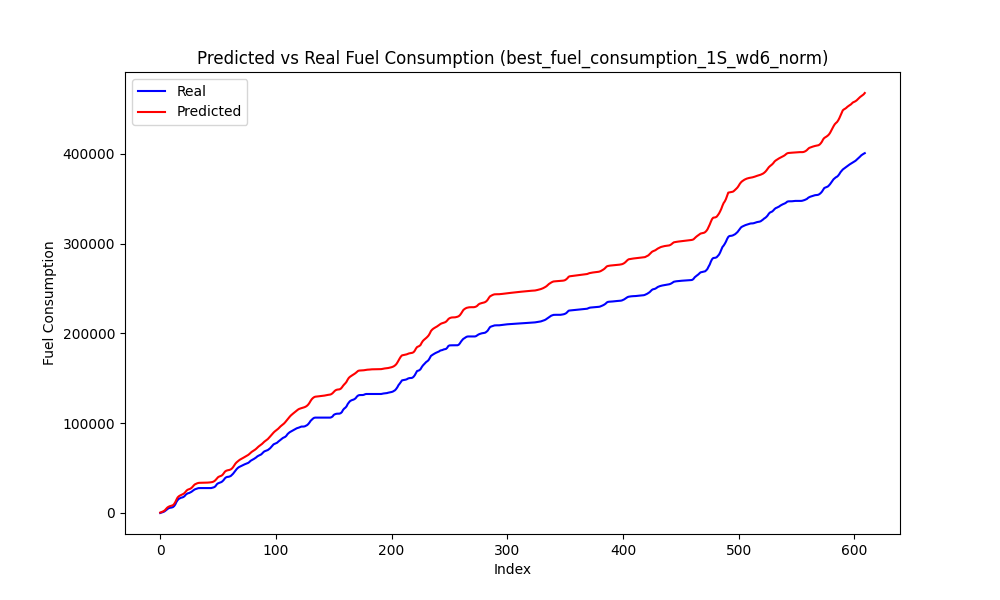 Predicted vs Real Fuel Consumption (best_fuel_consumption_1S_wd6_norm)
Real
Predicted
400000
300000
200000
100000
0
Fuel Consumption
0 100 200 300 400 500 600
Index